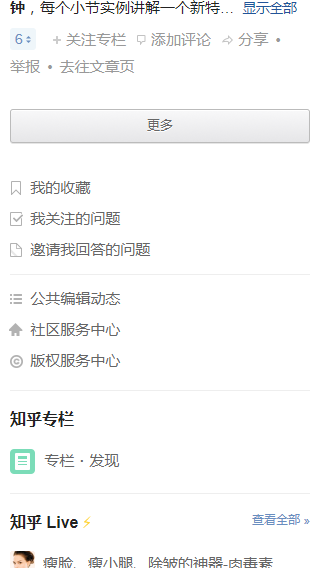 钟，每个小节实例讲解一个新特… 显示全部
6 关注专栏 添加评论 分享 •
举报 • 去往文章页
更多
我的收藏
我关注的问题
邀请我回答的问题
公共编辑动态
社区服务中心
版权服务中心
知乎专栏
专栏 · 发现
知乎 Live⚡ 查看全部 »
瘦脸、瘦小腿、除皱的神器-肉毒素